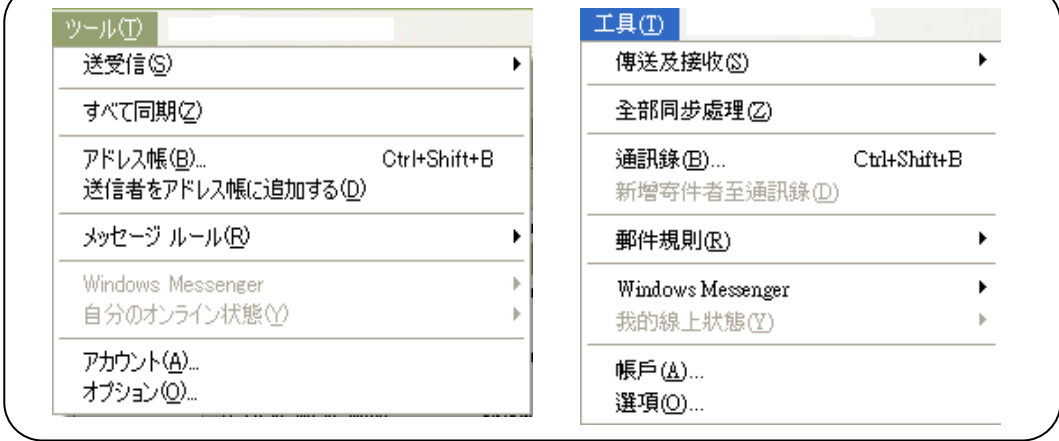 ツール(T)
送受信(S)
すべて同期(Z)
アドレス帳(B)... Ctrl+Shift+B
送信者をアドレス帳に追加する(D)
メッセージ ルール(R)
Windows Messenger
自分のオンライン状態(Y)
アカウント(A)...
オプション(O)...
工具(T)
傳送及接收(S)
全部同步處理(Z)
通訊錄(B)... Ctrl+Shift+B
新增寄件者至通訊錄(D)
郵件規則(R)
Windows Messenger
我的線上狀態(Y)
帳戶(A)...
選項(O)...